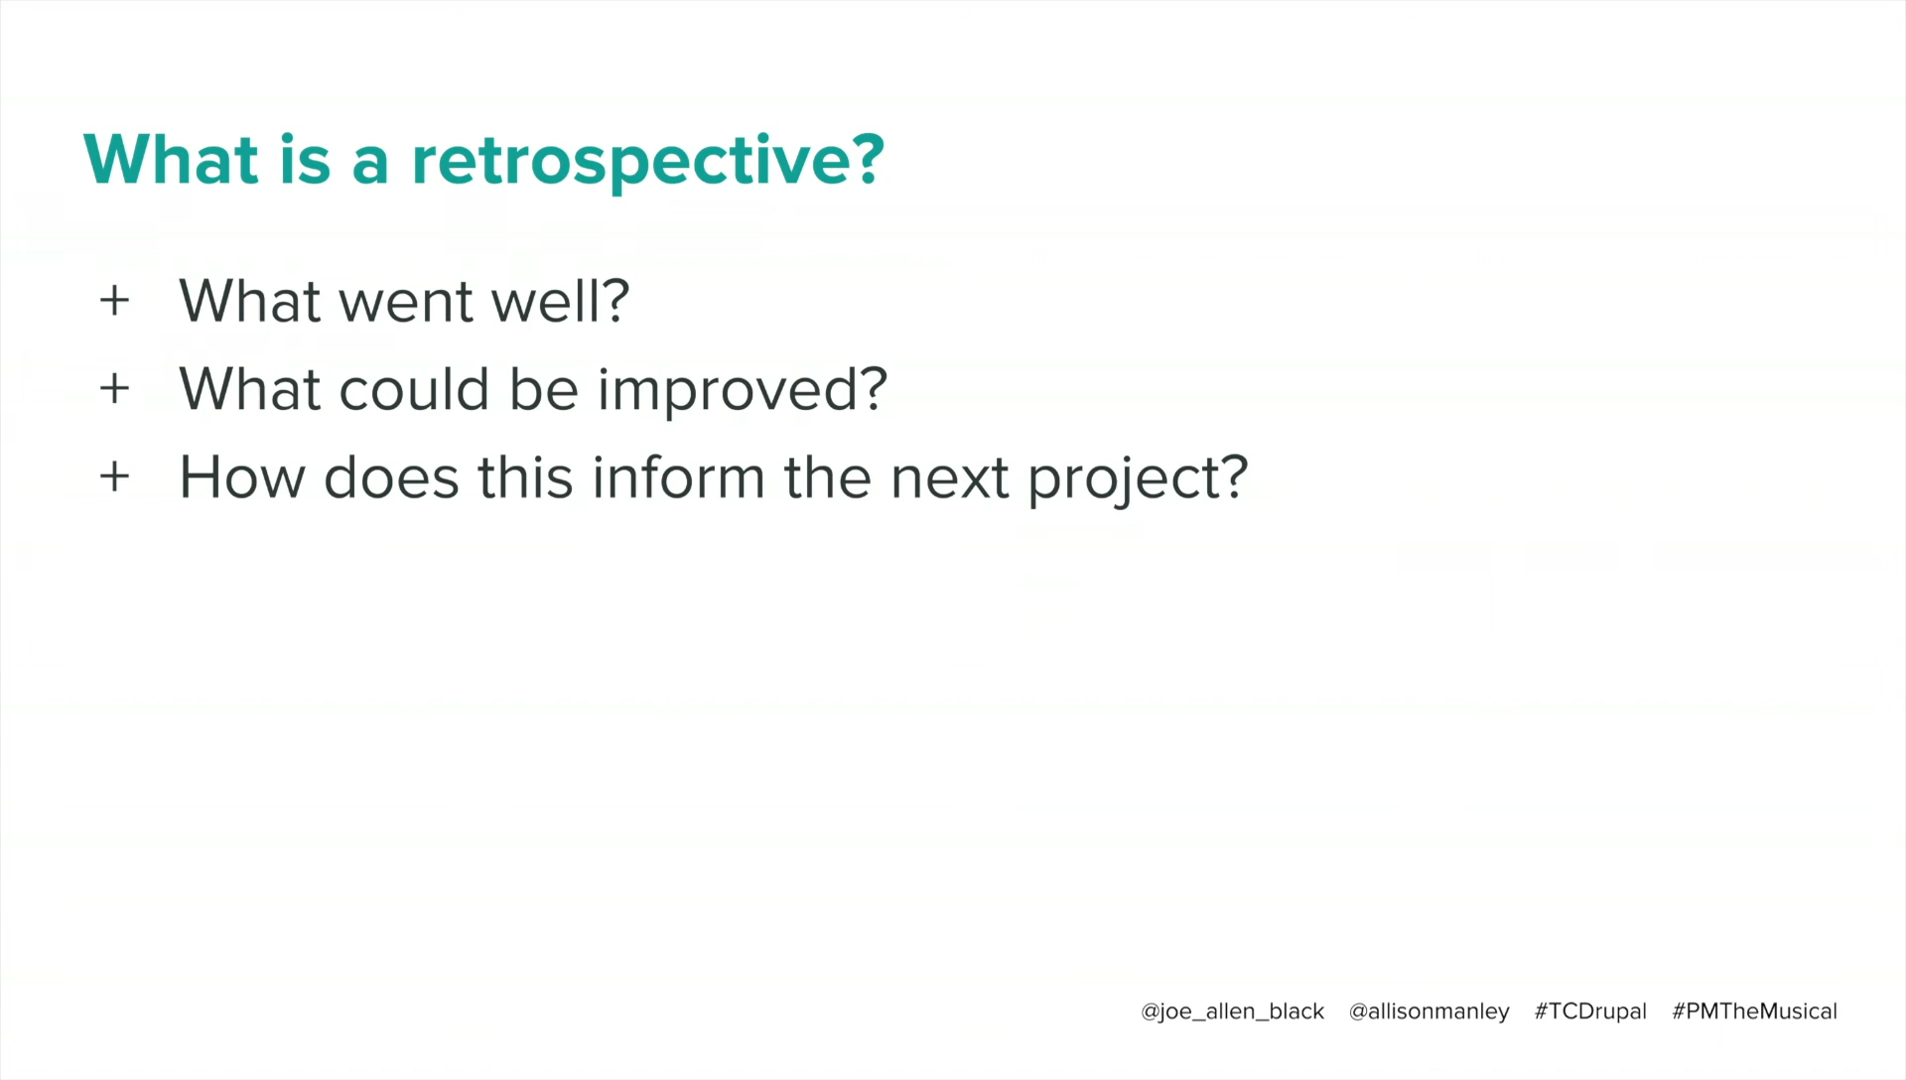 What is a retrospective?
+ What went well?
+ What could be improved?
+ How does this inform the next project?
@joe_allen_black @allisonmanley #TCDrupal #PMTheMusical